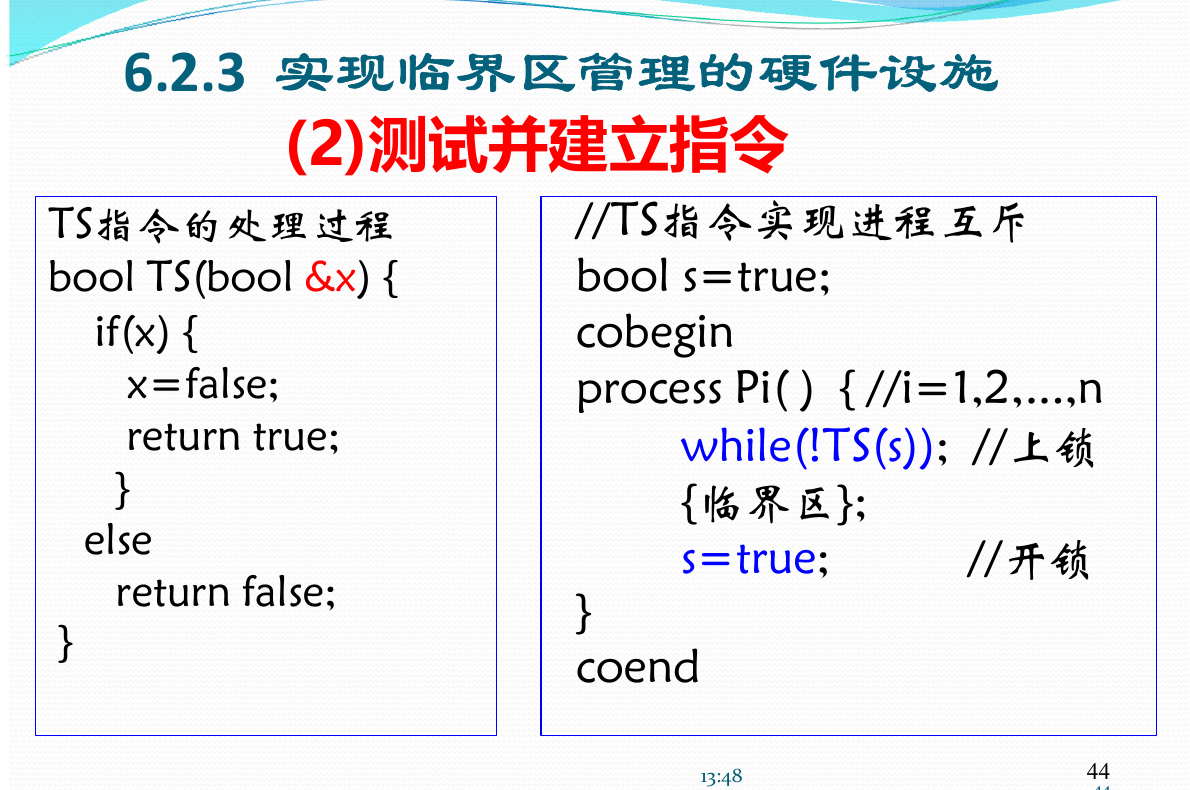 6.2.3 实现临界区管理的硬件设施
(2)测试并建立指令
TS指令的处理过程
bool TS(bool &x) {
if(x) {
x=false;
return true;
}
else
return false;
}
//TS指令实现进程互斥
bool s=true;
cobegin
process Pi( ) { //i=1,2,...,n
while(!TS(s)); //上锁
{临界区};
s=true; //开锁
}
coend
13:48
44
44